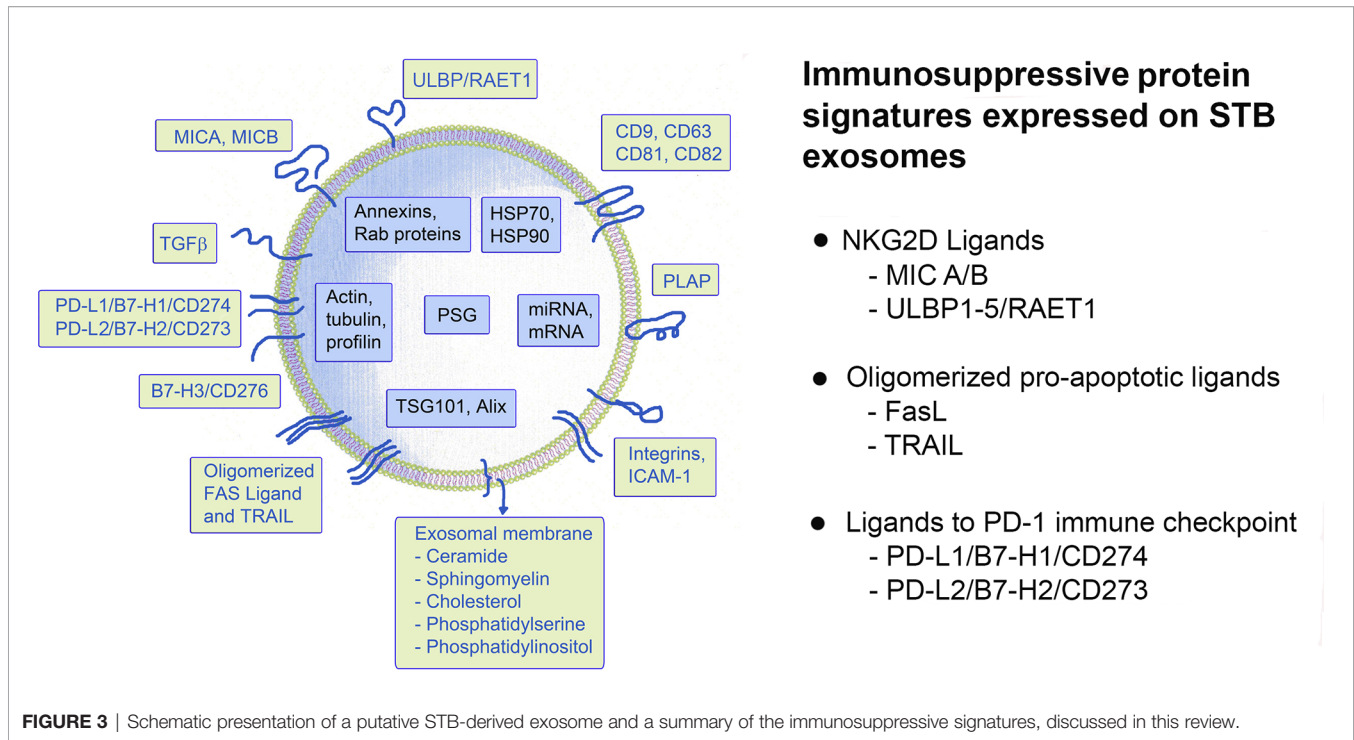 ULBP/RAET1
MICA, MICB
CD9, CD63
CD81, CD82
Annexins,
Rab proteins
HSP70,
HSP90
TGFβ
PLAP
PD-L1/B7-H1/CD274
PD-L2/B7-H2/CD273
Actin,
tubulin,
profilin
PSG
miRNA,
mRNA
B7-H3/CD276
TSG101, Alix
Oligomerized
FAS Ligand
and TRAIL
Integrins,
ICAM-1
Exosomal membrane
- Ceramide
- Sphingomyelin
- Cholesterol
- Phosphatidylserine
- Phosphatidylinositol
Immunosuppressive protein
signatures expressed on STB
exosomes
● NKG2D Ligands
- MIC A/B
- ULBP1-5/RAET1
● Oligomerized pro-apoptotic ligands
- FasL
- TRAIL
● Ligands to PD-1 immune checkpoint
- PD-L1/B7-H1/CD274
- PD-L2/B7-H2/CD273
FIGURE 3 | Schematic presentation of a putative STB-derived exosome and a summary of the immunosuppressive signatures, discussed in this review.